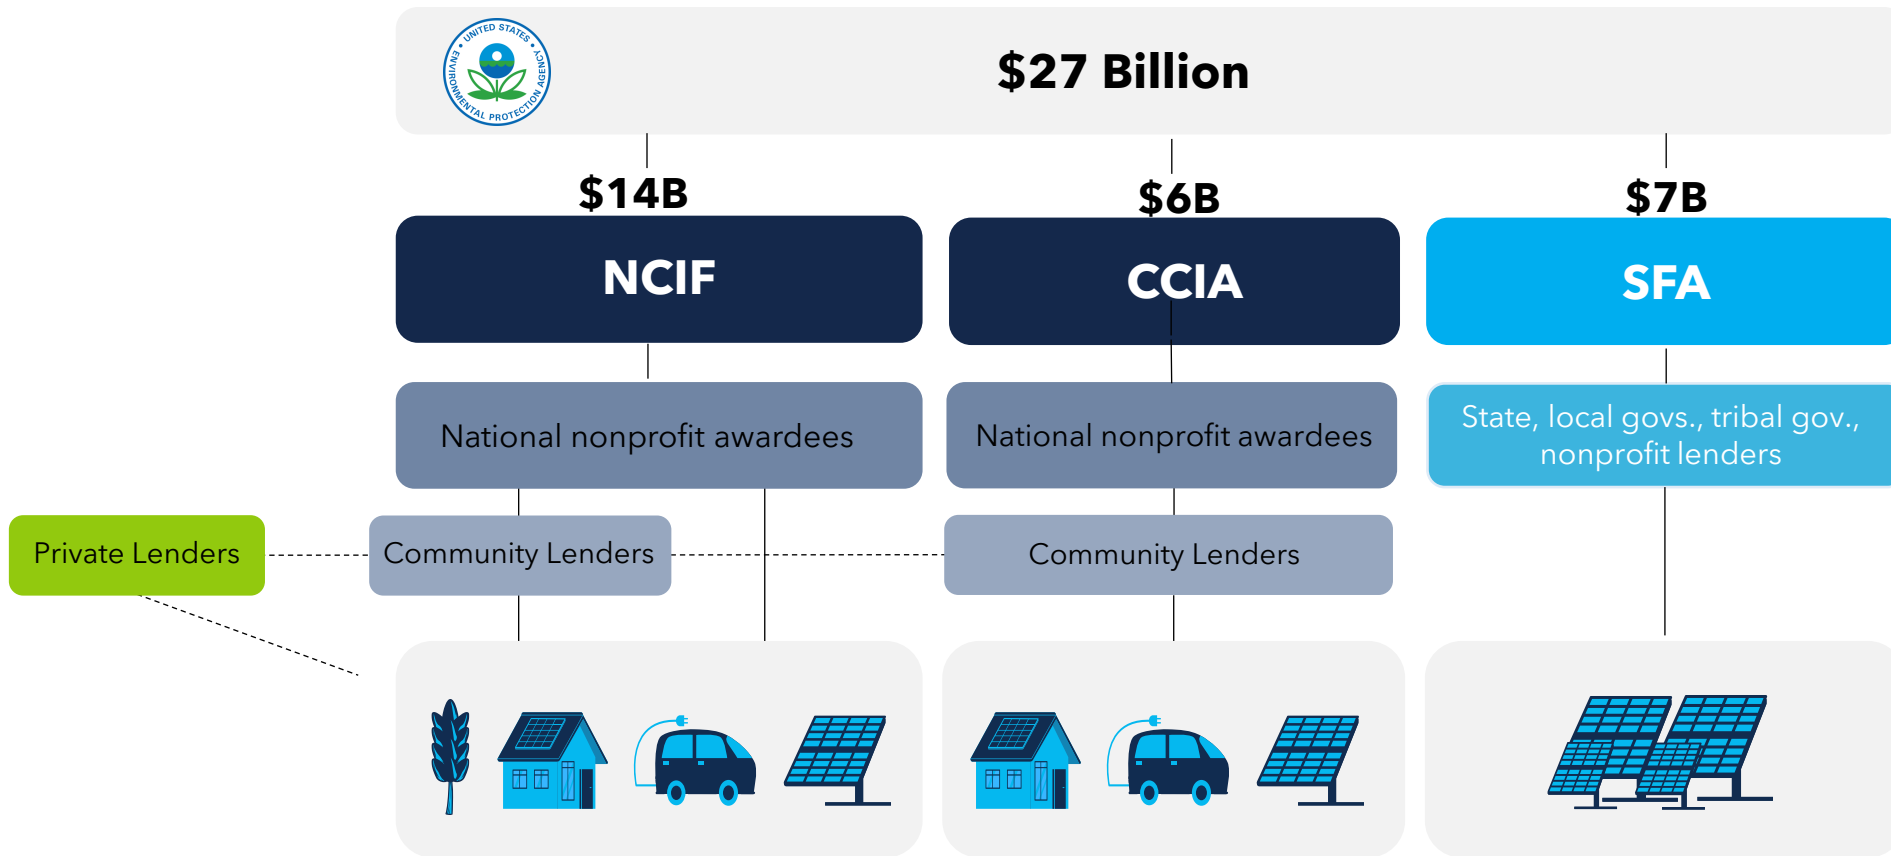 UNITED STATES
ENVIRONMENTAL PROTECTION AGENCY
$27 Billion
$14B
$6B
$7B
NCIF
CCIA
SFA
National nonprofit awardees
National nonprofit awardees
State, local govs., tribal gov.,
nonprofit lenders
Private Lenders
Community Lenders
Community Lenders